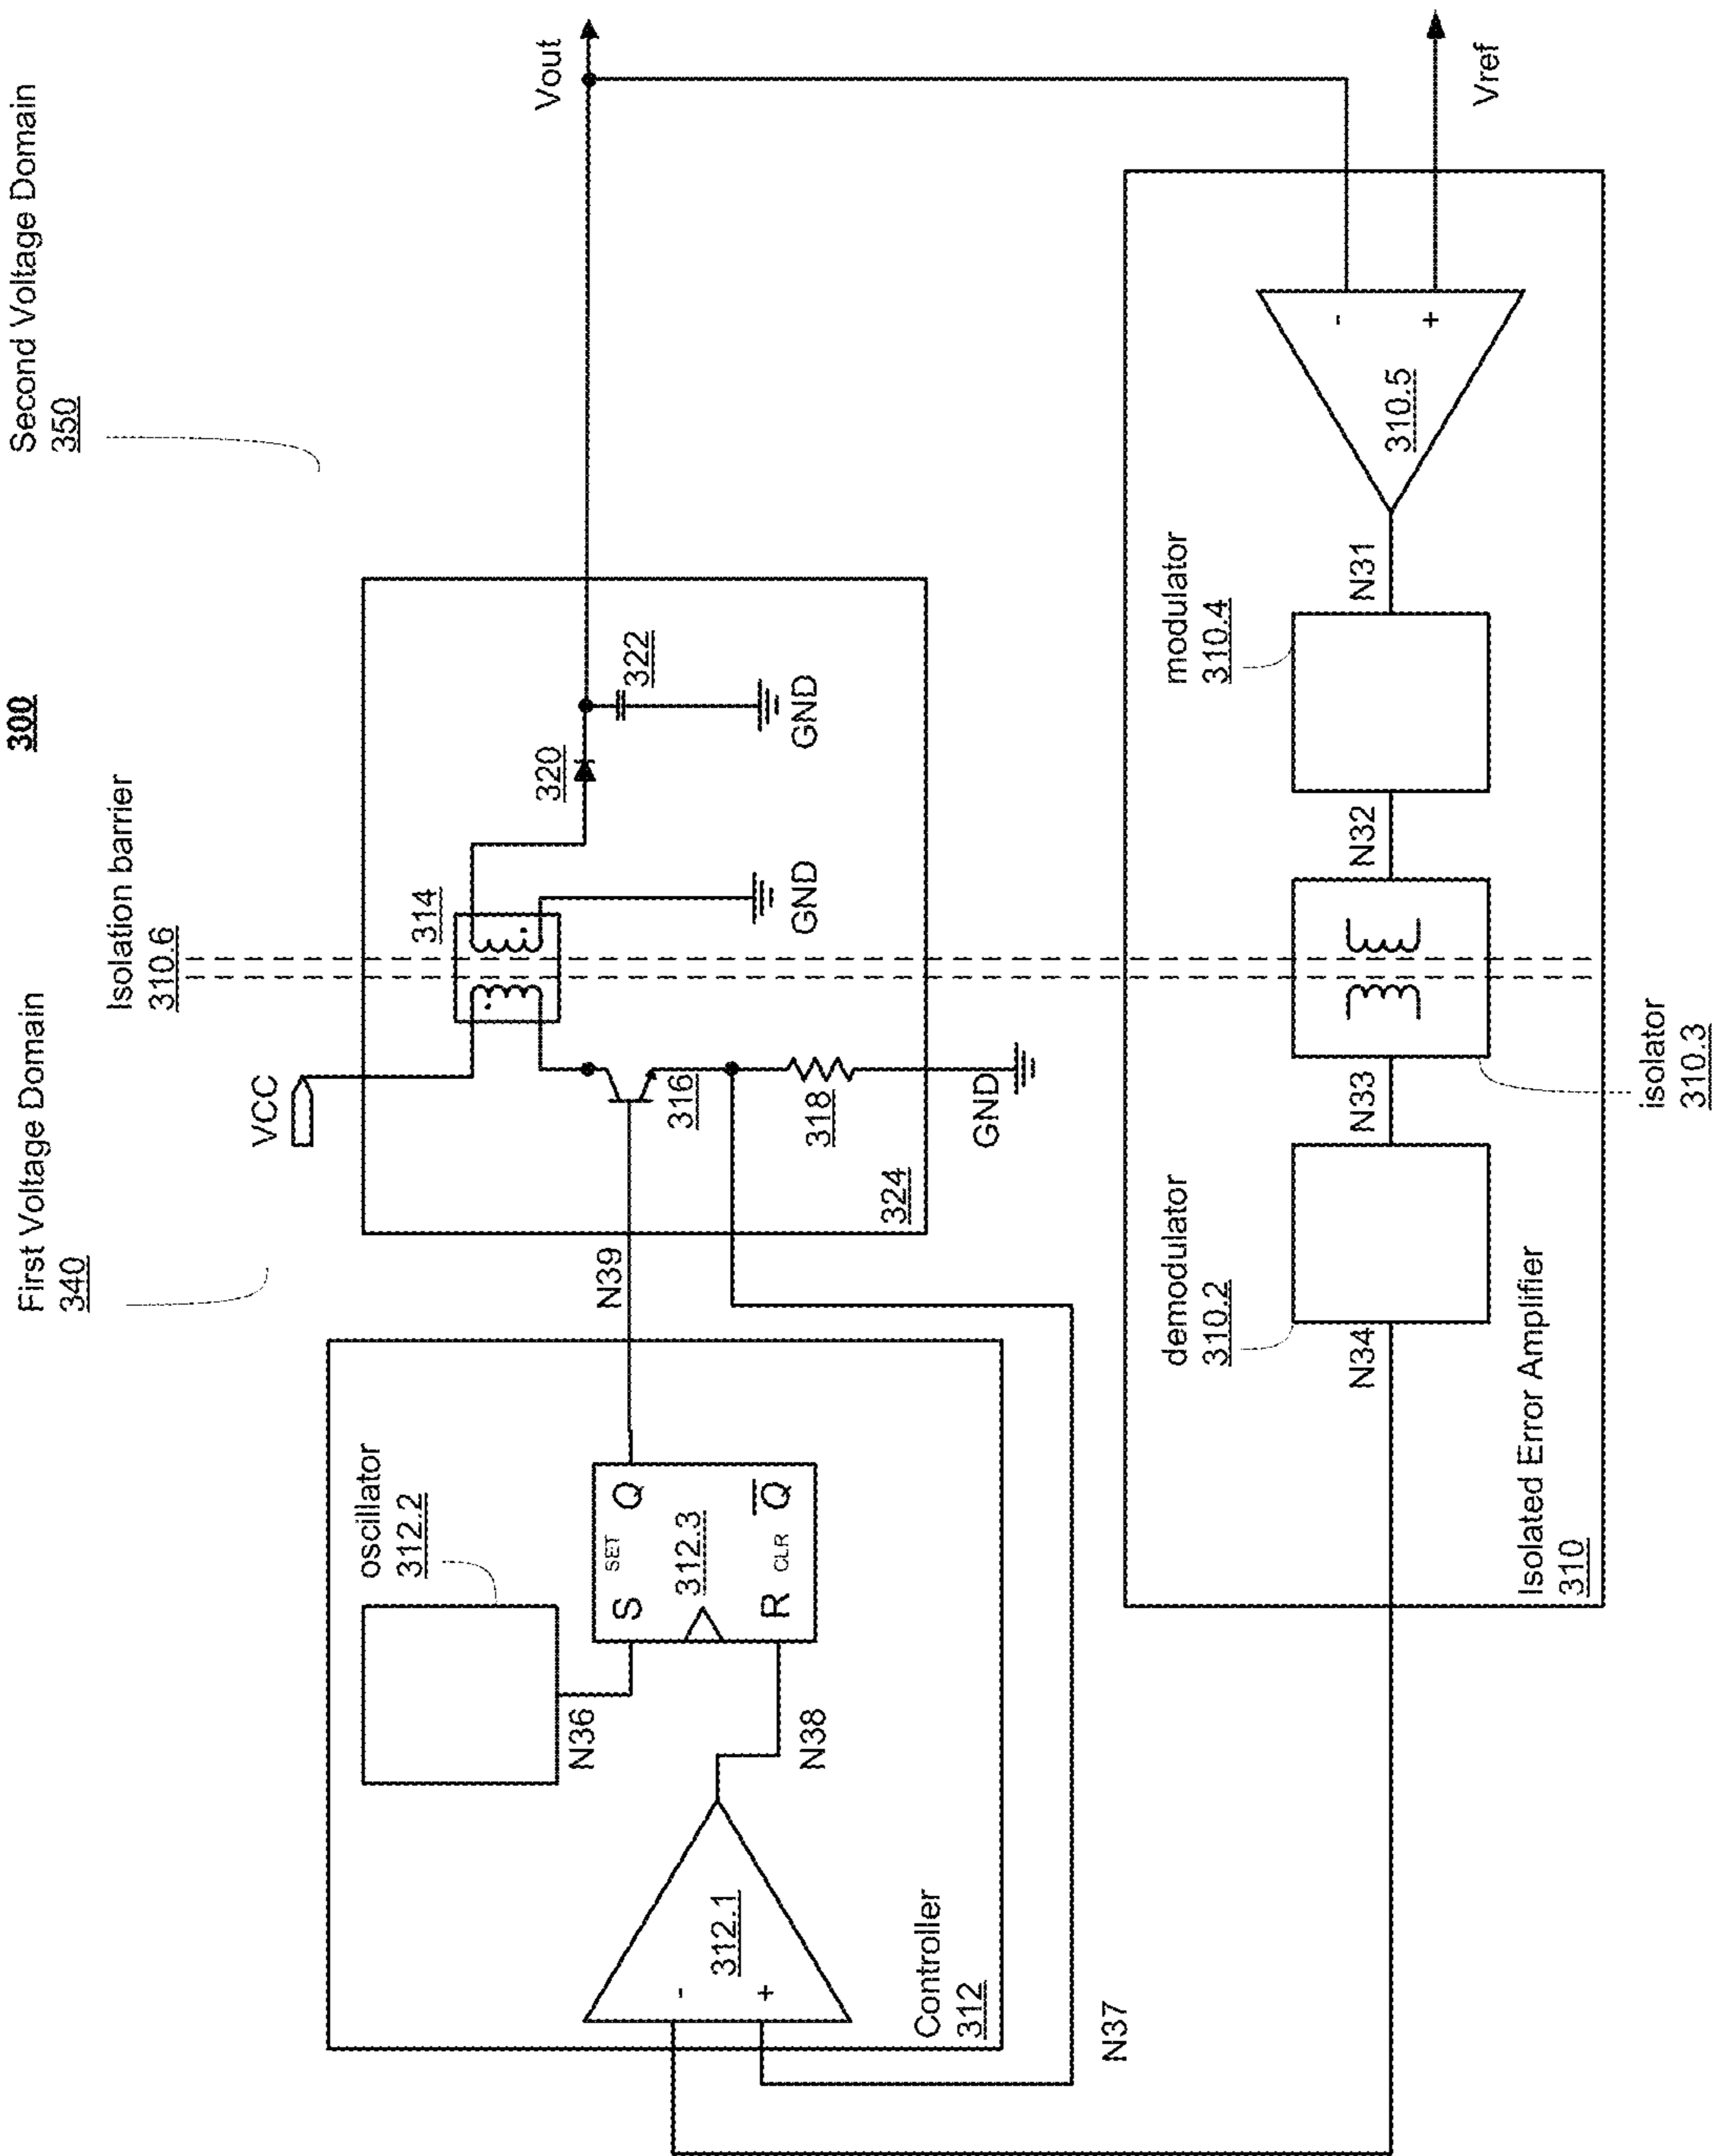 300
First Voltage Domain
340
Second Voltage Domain
350
Isolation barrier
310.6
VCC
Vout
oscillator
312.2
N36
S
SET
Q
312.3
R
CLR
Q
N38
312.1
-
+
Controller
312
N39
314
316
318
320
322
GND
GND
GND
324
N37
demodulator
310.2
N34
N33
isolator
310.3
N32
modulator
310.4
N31
310.5
-
+
Vref
Isolated Error Amplifier
310